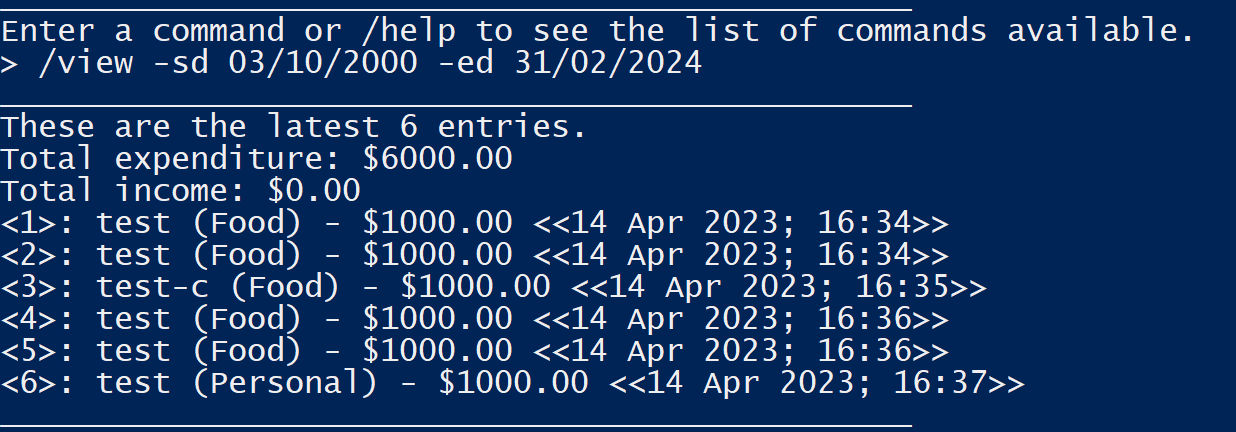 Enter a command or /help to see the list of commands available.
> /view -sd 03/10/2000 -ed 31/02/2024
These are the latest 6 entries.
Total expenditure: $6000.00
Total income: $0.00
<1>: test (Food) - $1000.00 <<14 Apr 2023; 16:34>>
<2>: test (Food) - $1000.00 <<14 Apr 2023; 16:34>>
<3>: test-c (Food) - $1000.00 <<14 Apr 2023; 16:35>>
<4>: test (Food) - $1000.00 <<14 Apr 2023; 16:36>>
<5>: test (Food) - $1000.00 <<14 Apr 2023; 16:36>>
<6>: test (Personal) - $1000.00 <<14 Apr 2023; 16:37>>